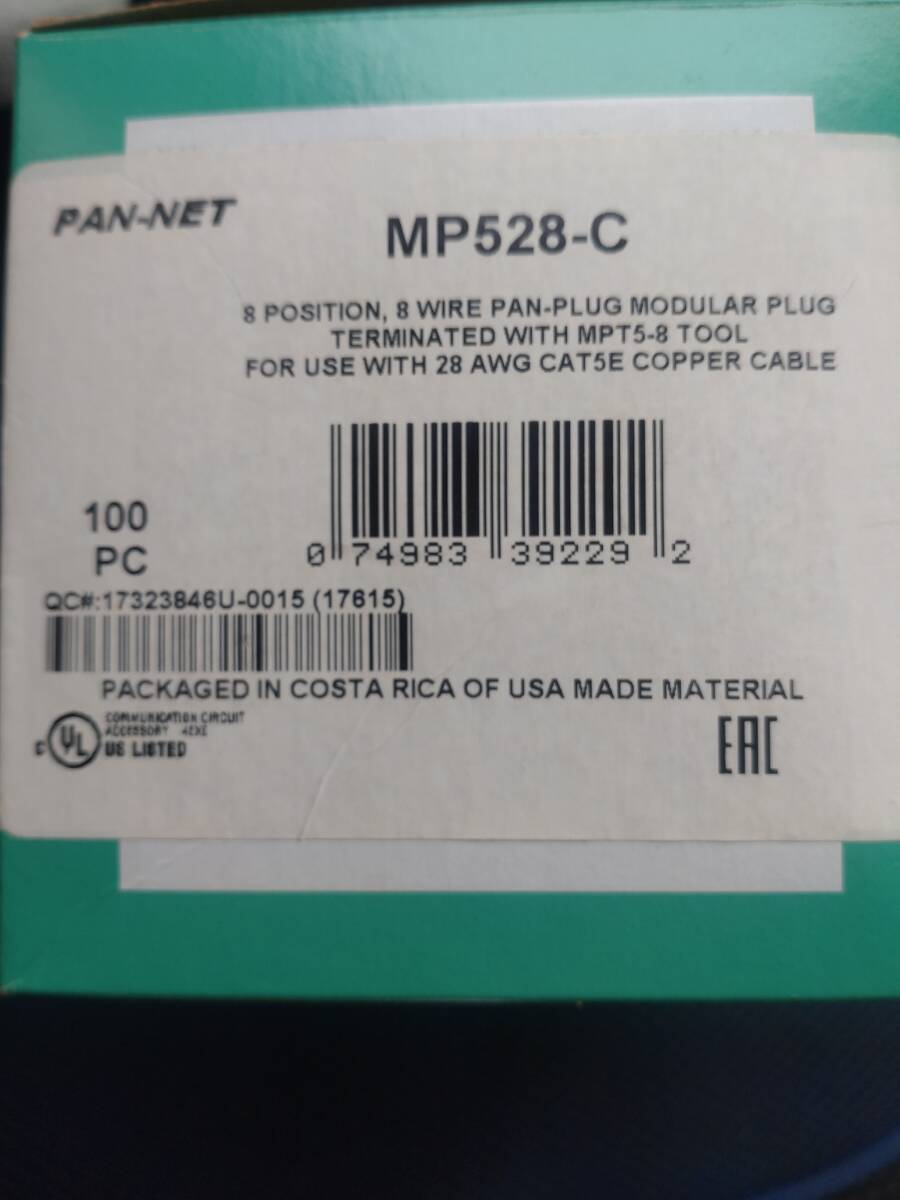 PAN-NET
MP528-C
8 POSITION, 8 WIRE PAN-PLUG MODULAR PLUG
TERMINATED WITH MPT5-8 TOOL
FOR USE WITH 28 AWG CAT5E COPPER CABLE
100
PC
0 74983 39229 2
QC#:17323846U-0015 (17615)
PACKAGED IN COSTA RICA OF USA MADE MATERIAL
COMMUNICATION CIRCUIT
ACCESSORY
c UL US LISTED
EAC